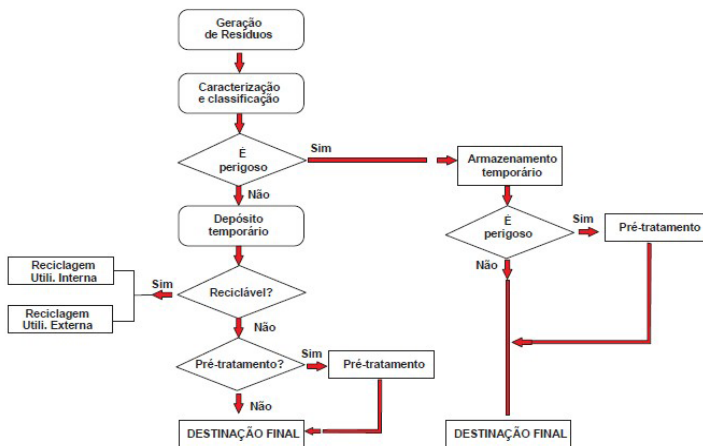 Geração
de Resíduos
Caracterização
e classificação
É
perigoso
Sim
Armazenamento
temporário
Não
Depósito
temporário
É
perigoso
Sim
Pré-tratamento
Não
Reciclagem
Utili. Interna
Sim
Reciclável?
Reciclagem
Utili. Externa
Não
Pré-tratamento?
Sim
Pré-tratamento
Não
DESTINAÇÃO FINAL
DESTINAÇÃO FINAL